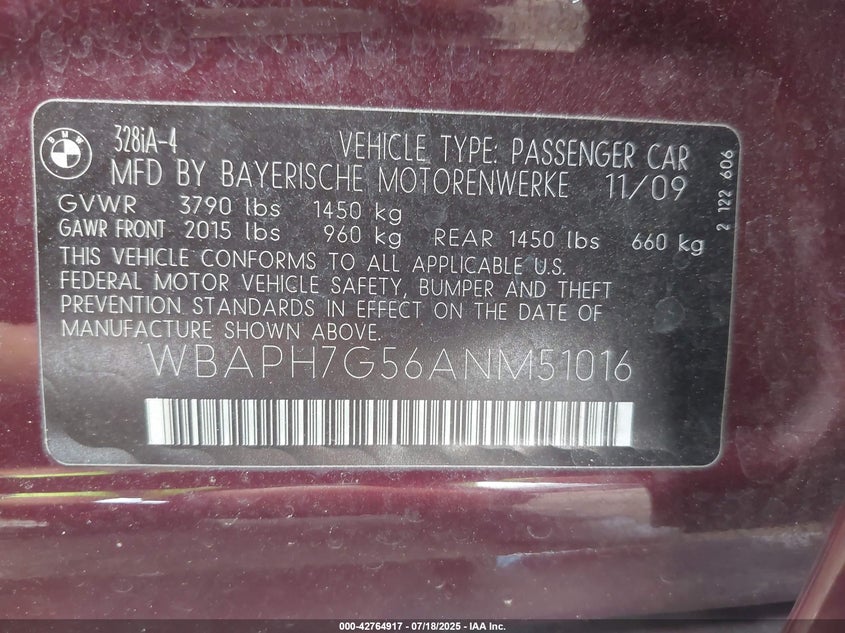 BMW
328iA-4 VEHICLE TYPE: PASSENGER CAR
MFD BY BAYERISCHE MOTORENWERKE 11/09
GVWR 3790 lbs 1450 kg
GAWR FRONT 2015 lbs 960 kg REAR 1450 lbs 660 kg
THIS VEHICLE CONFORMS TO ALL APPLICABLE U.S.
FEDERAL MOTOR VEHICLE SAFETY, BUMPER AND THEFT
PREVENTION STANDARDS IN EFFECT ON THE DATE OF
MANUFACTURE SHOWN ABOVE.
WBAPH7G56ANM51016
2 122 606
000-42764917 - 07/18/2025 - IAA Inc.